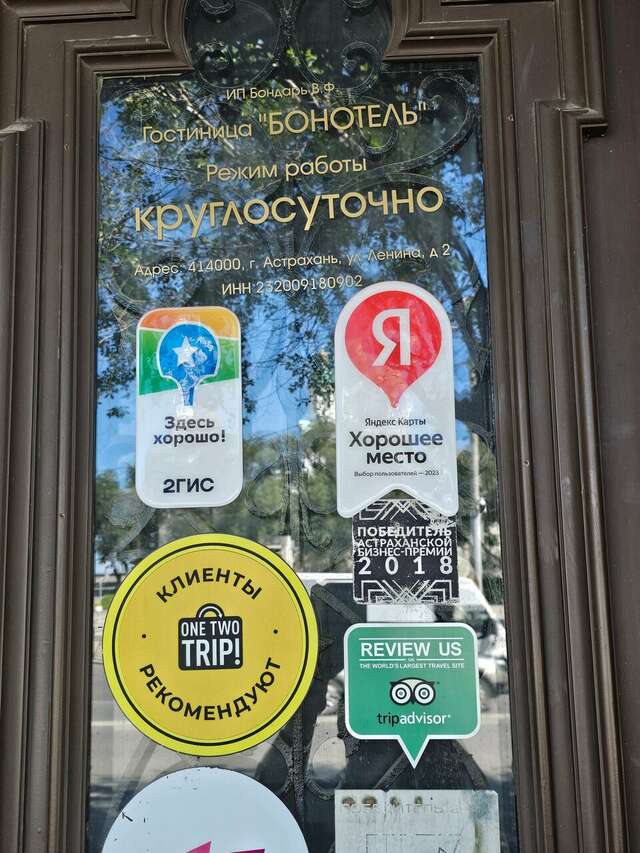 ИП Бондарь В.Ф.
Гостиница "БОНОТЕЛЬ"
Режим работы
круглосуточно
Адрес: 414000, г. Астрахань, ул. Ленина, д 2
ИНН 232009180902
Здесь
хорошо!
2ГИС
Я
Яндекс Карты
Хорошее
место
Выбор пользователей — 2023
ПОБЕДИТЕЛЬ
АСТРАХАНСКОЙ
БИЗНЕС-ПРЕМИИ
2018
КЛИЕНТЫ
ONE TWO
TRIP!
РЕКОМЕНДУЮТ
REVIEW US
ON
THE WORLD'S LARGEST TRAVEL SITE
tripadvisor®